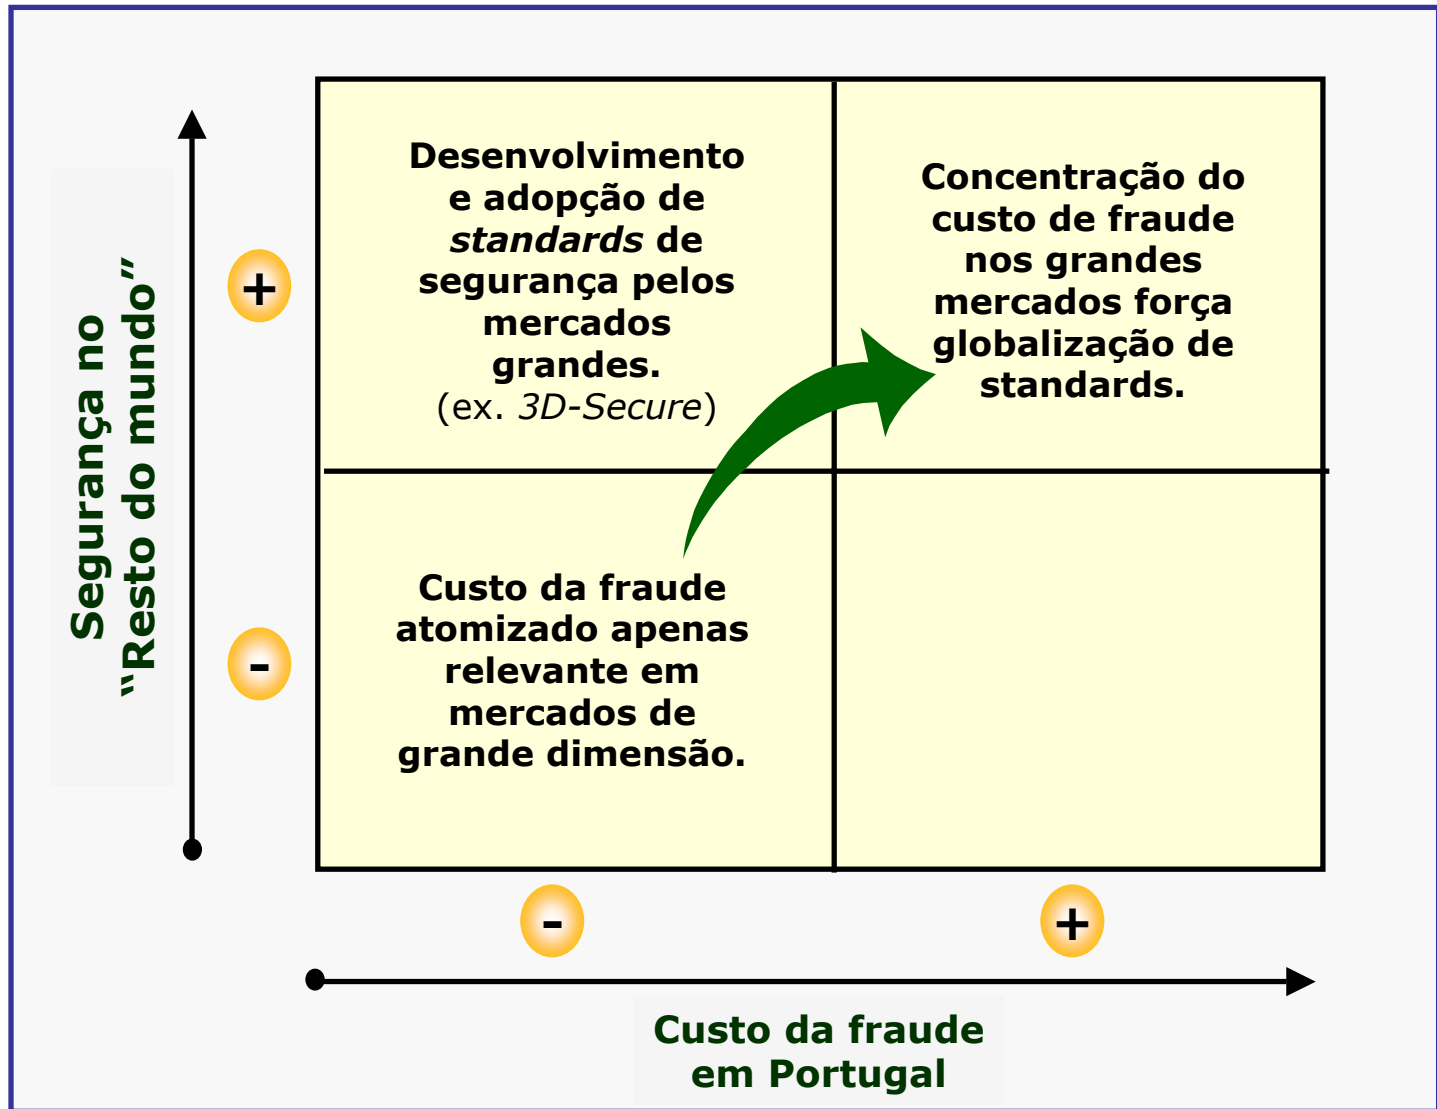 Segurança no
“Resto do mundo”
+
-
Desenvolvimento
e adopção de
standards de
segurança pelos
mercados
grandes.
(ex. 3D-Secure)
Concentração do
custo de fraude
nos grandes
mercados força
globalização de
standards.
Custo da fraude
atomizado apenas
relevante em
mercados de
grande dimensão.
-
+
Custo da fraude
em Portugal